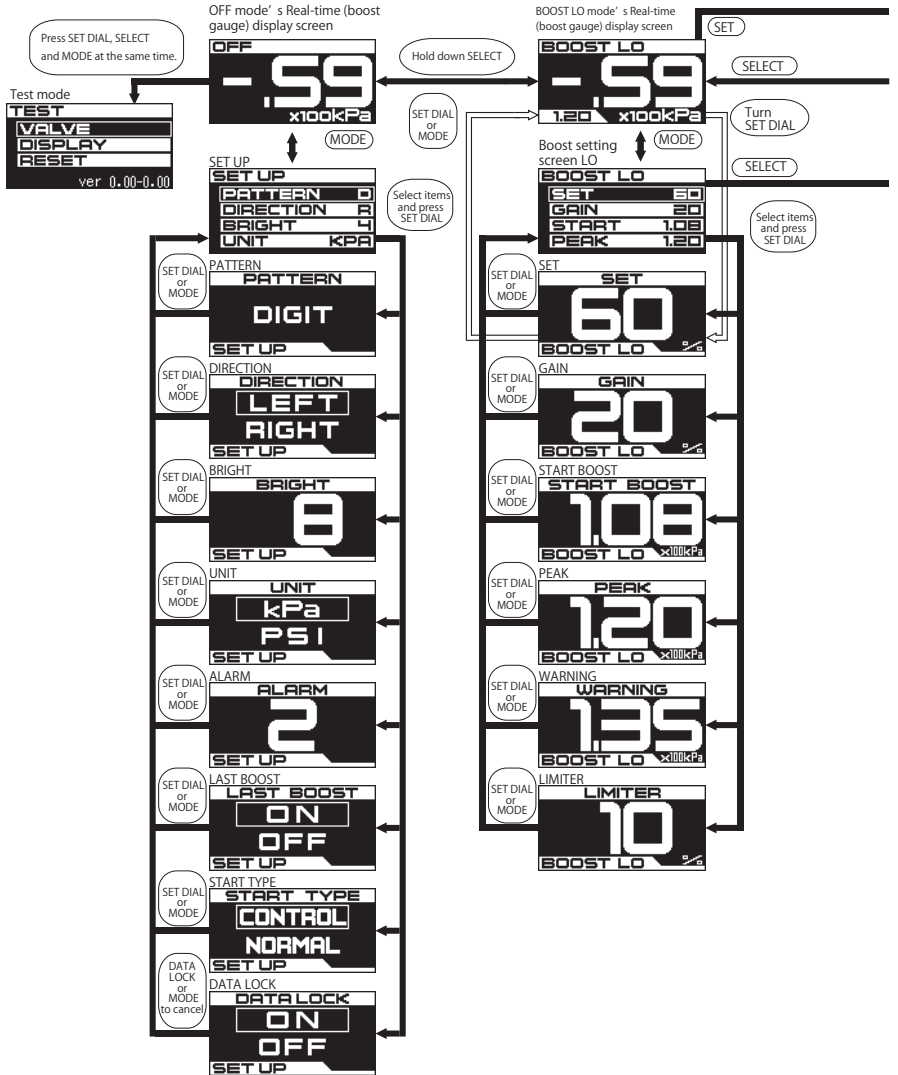 OFF mode's Real-time (boost
gauge) display screen
BOOST LO mode's Real-time
(boost gauge) display screen
Press SET DIAL, SELECT
and MODE at the same time.
OFF
-.59
x100kPa
Hold down SELECT
BOOST LO
-.59
1.20 x100kPa
SET
SELECT
Test mode
TEST
VALVE
DISPLAY
RESET
ver 0.00-0.00
SET DIAL
or
MODE
Turn
SET DIAL
MODE
MODE
SET UP
SET UP
PATTERN D
DIRECTION R
BRIGHT 4
UNIT KPA
Select items
and press
SET DIAL
Boost setting
screen LO
BOOST LO
SET 60
GAIN 20
START 1.08
PEAK 1.20
SELECT
Select items
and press
SET DIAL
SET DIAL
or
MODE
PATTERN
PATTERN
DIGIT
SET UP
SET DIAL
or
MODE
SET
SET
60
BOOST LO %
SET DIAL
or
MODE
DIRECTION
DIRECTION
LEFT
RIGHT
SET UP
SET DIAL
or
MODE
GAIN
GAIN
20
BOOST LO %
SET DIAL
or
MODE
BRIGHT
BRIGHT
8
SET UP
SET DIAL
or
MODE
START BOOST
START BOOST
1.08
BOOST LO x100kPa
SET DIAL
or
MODE
UNIT
UNIT
kPa
PSI
SET UP
SET DIAL
or
MODE
PEAK
PEAK
1.20
BOOST LO x100kPa
SET DIAL
or
MODE
ALARM
ALARM
2
SET UP
SET DIAL
or
MODE
WARNING
WARNING
1.35
BOOST LO x100kPa
SET DIAL
or
MODE
LAST BOOST
LAST BOOST
ON
OFF
SET UP
SET DIAL
or
MODE
LIMITER
LIMITER
10
BOOST LO %
SET DIAL
or
MODE
START TYPE
START TYPE
CONTROL
NORMAL
SET UP
DATA
LOCK
or
MODE
to cancel
DATA LOCK
DATA LOCK
ON
OFF
SET UP